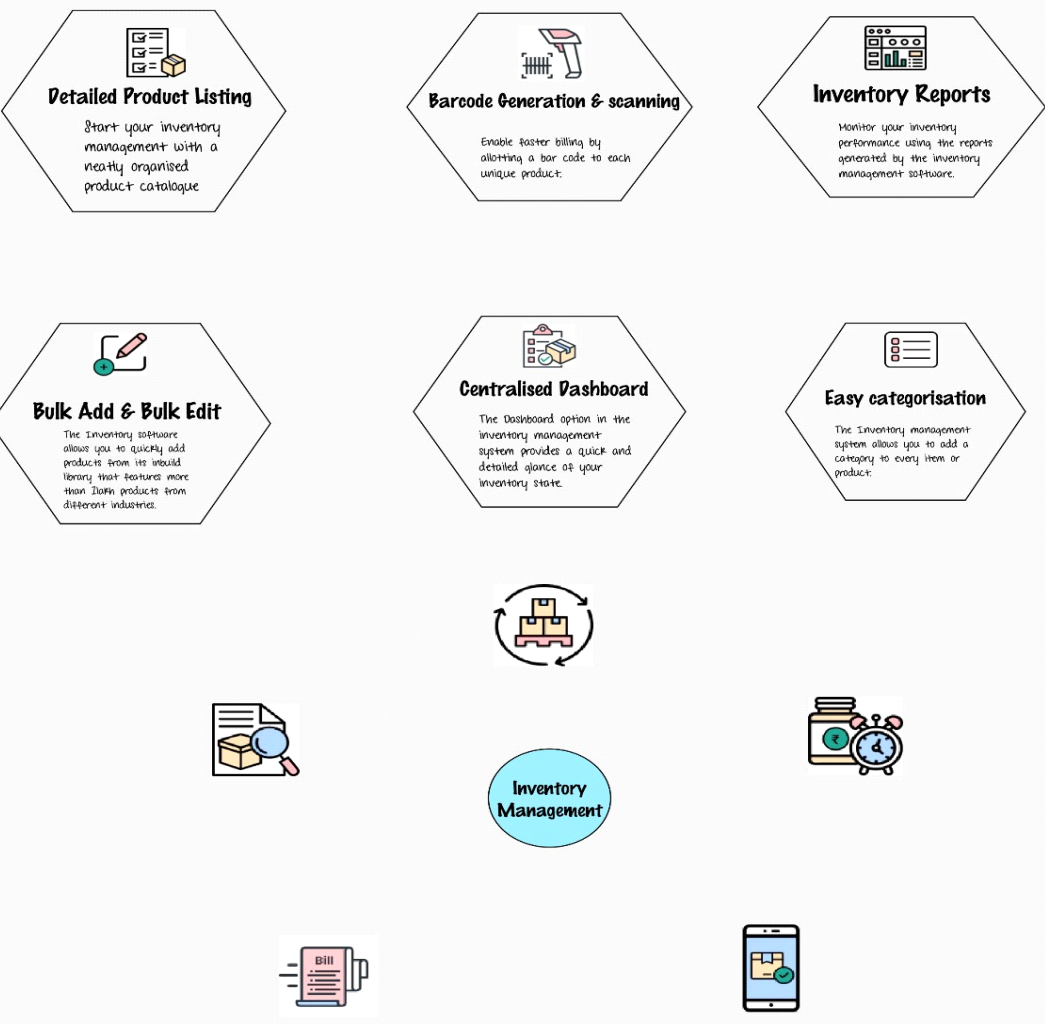 Detailed Product Listing
Start your inventory
management with a
neatly organised
product catalogue
Barcode Generation & scanning
Enable faster billing by
allotting a bar code to each
unique product.
Inventory Reports
Monitor your inventory
performance using the reports
generated by the inventory
management software.
Bulk Add & Bulk Edit
The Inventory software
allows you to quickly add
products from its inbuild
library that features more
than 1lakh products from
different industries.
Centralised Dashboard
The Dashboard option in the
inventory management
system provides a quick and
detailed glance of your
inventory state.
Easy categorisation
The Inventory management
system allows you to add a
category to every item or
product.
₹
Inventory
Management
Bill